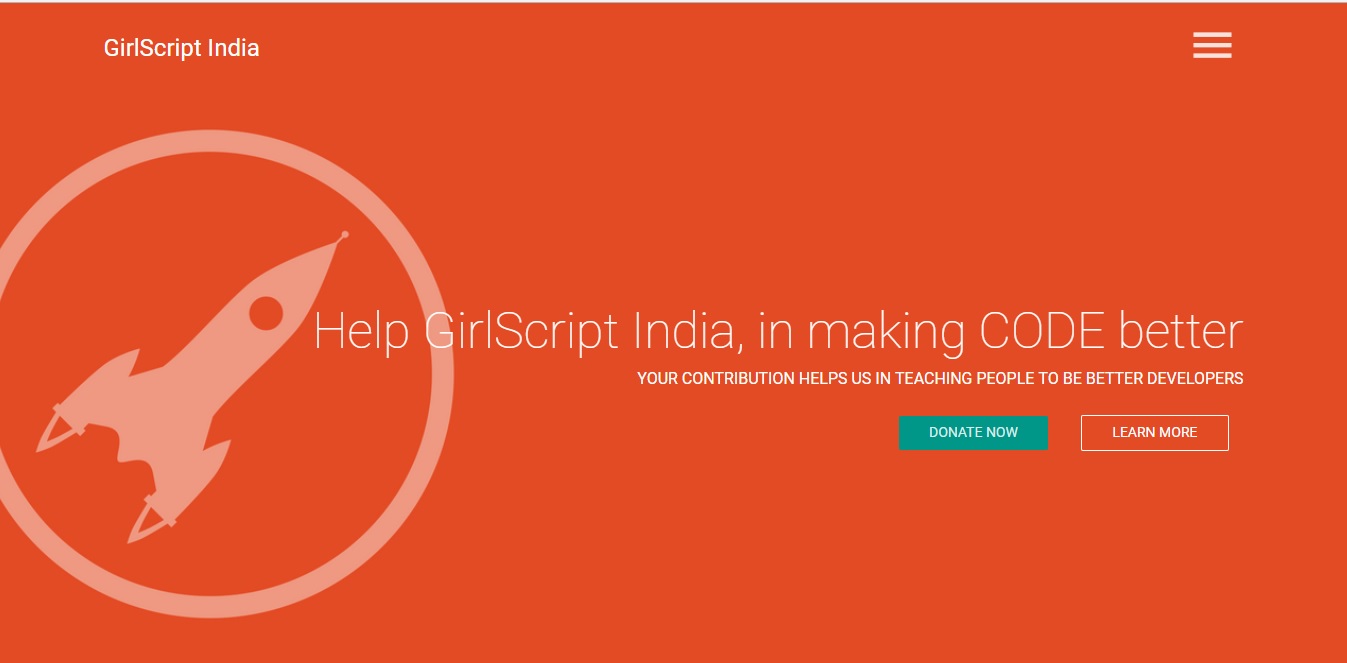 GirlScript India
Help GirlScript India, in making CODE better
YOUR CONTRIBUTION HELPS US IN TEACHING PEOPLE TO BE BETTER DEVELOPERS
DONATE NOW
LEARN MORE